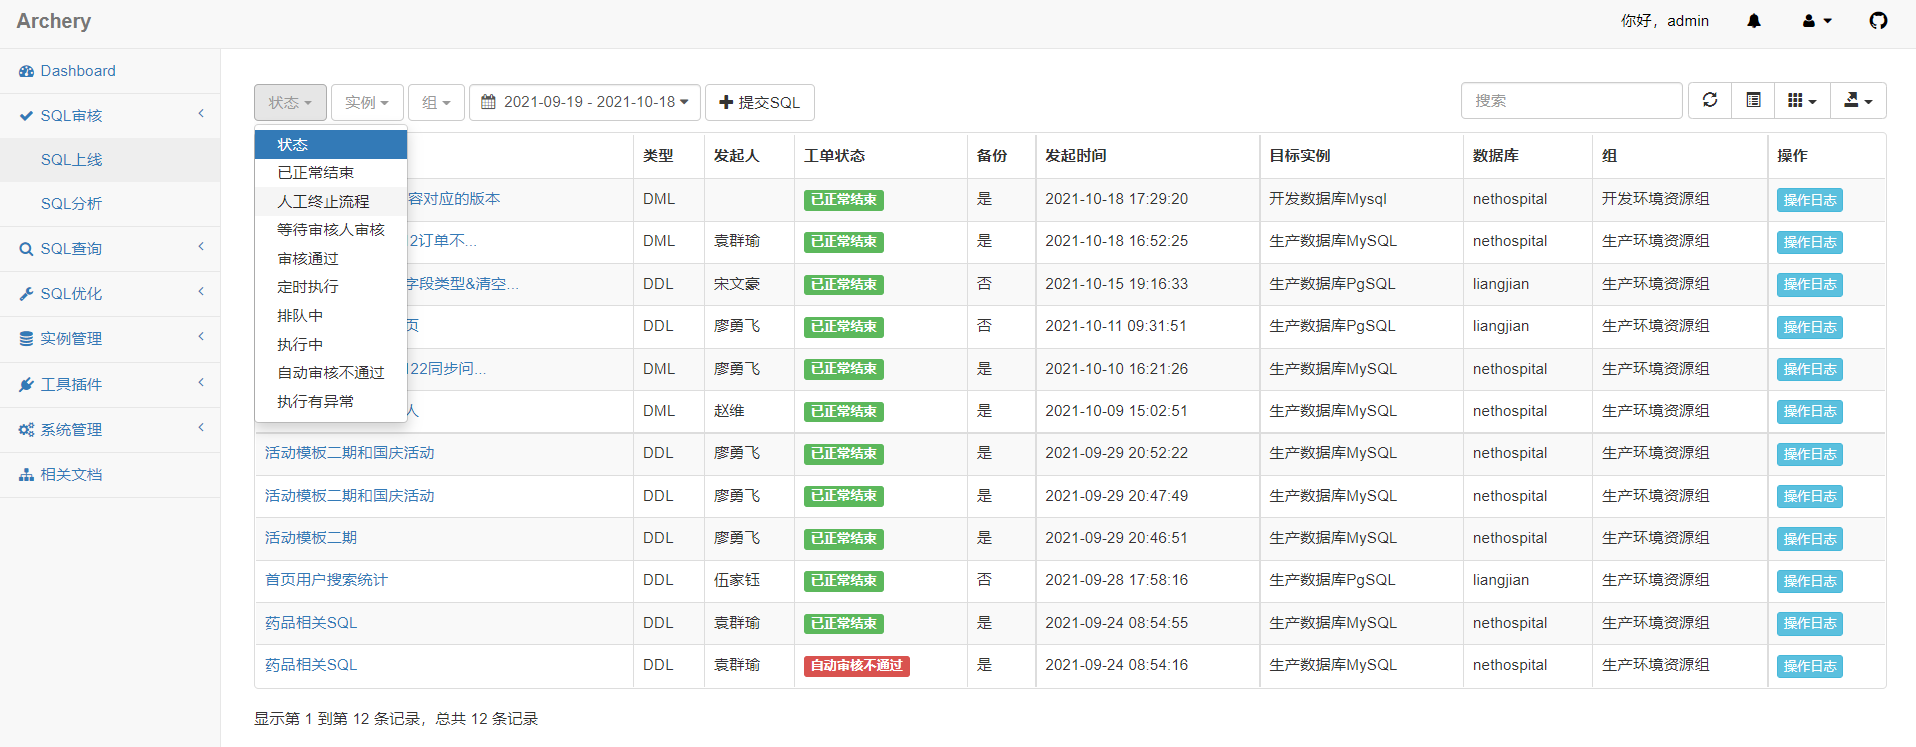 Archery
你好，admin
Dashboard
SQL审核
SQL上线
SQL分析
SQL查询
SQL优化
实例管理
工具插件
系统管理
相关文档
状态 实例 组 2021-09-19 - 2021-10-18 提交SQL 搜索
状态
已正常结束
人工终止流程
等待审核人审核
审核通过
定时执行
排队中
执行中
自动审核不通过
执行有异常
类型 发起人 工单状态 备份 发起时间 目标实例 数据库 组 操作
容对应的版本 DML 已正常结束 是 2021-10-18 17:29:20 开发数据库Mysql nethospital 开发环境资源组 操作日志
2订单不... DML 袁群瑜 已正常结束 是 2021-10-18 16:52:25 生产数据库MySQL nethospital 生产环境资源组 操作日志
字段类型&清空... DDL 宋文豪 已正常结束 否 2021-10-15 19:16:33 生产数据库PgSQL liangjian 生产环境资源组 操作日志
页 DDL 廖勇飞 已正常结束 否 2021-10-11 09:31:51 生产数据库PgSQL liangjian 生产环境资源组 操作日志
122同步问... DML 廖勇飞 已正常结束 是 2021-10-10 16:21:26 生产数据库MySQL nethospital 生产环境资源组 操作日志
人 DML 赵维 已正常结束 是 2021-10-09 15:02:51 生产数据库MySQL nethospital 生产环境资源组 操作日志
活动模板二期和国庆活动 DDL 廖勇飞 已正常结束 是 2021-09-29 20:52:22 生产数据库MySQL nethospital 生产环境资源组 操作日志
活动模板二期和国庆活动 DDL 廖勇飞 已正常结束 是 2021-09-29 20:47:49 生产数据库MySQL nethospital 生产环境资源组 操作日志
活动模板二期 DDL 廖勇飞 已正常结束 是 2021-09-29 20:46:51 生产数据库MySQL nethospital 生产环境资源组 操作日志
首页用户搜索统计 DDL 伍家钰 已正常结束 否 2021-09-28 17:58:16 生产数据库PgSQL liangjian 生产环境资源组 操作日志
药品相关SQL DDL 袁群瑜 已正常结束 是 2021-09-24 08:54:55 生产数据库MySQL nethospital 生产环境资源组 操作日志
药品相关SQL DDL 袁群瑜 自动审核不通过 是 2021-09-24 08:54:16 生产数据库MySQL nethospital 生产环境资源组 操作日志
显示第 1 到第 12 条记录，总共 12 条记录